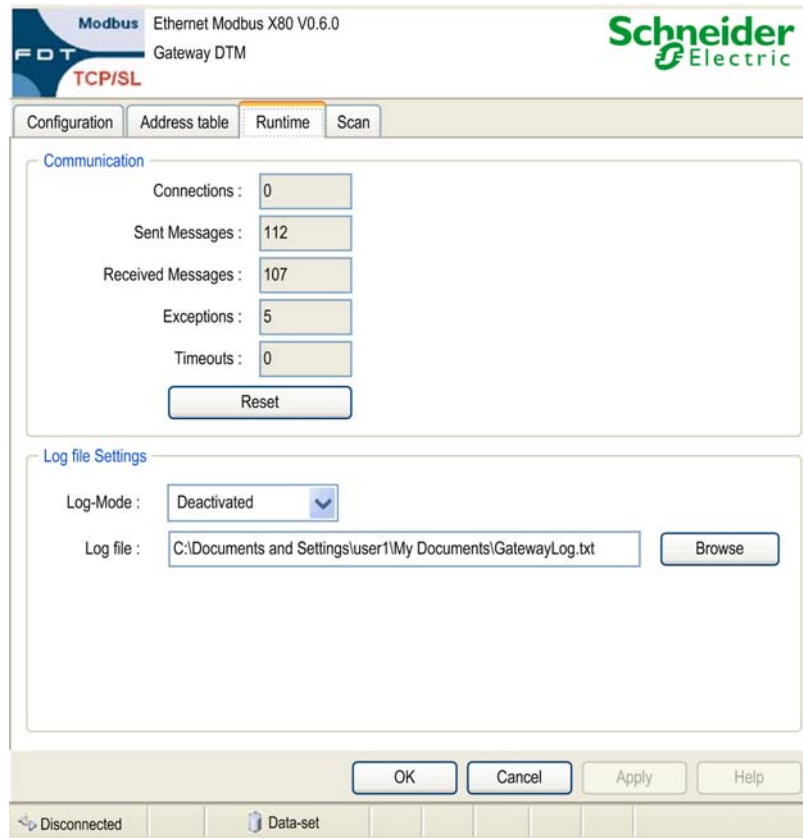 Modbus
FDT
TCP/SL
Ethernet Modbus X80 V0.6.0
Gateway DTM
Schneider
Electric
Configuration Address table Runtime Scan
Communication
Connections : 0
Sent Messages : 112
Received Messages : 107
Exceptions : 5
Timeouts : 0
Reset
Log file Settings
Log-Mode : Deactivated
Log file : C:\Documents and Settings\user1\My Documents\GatewayLog.txt Browse
OK Cancel Apply Help
Disconnected Data-set